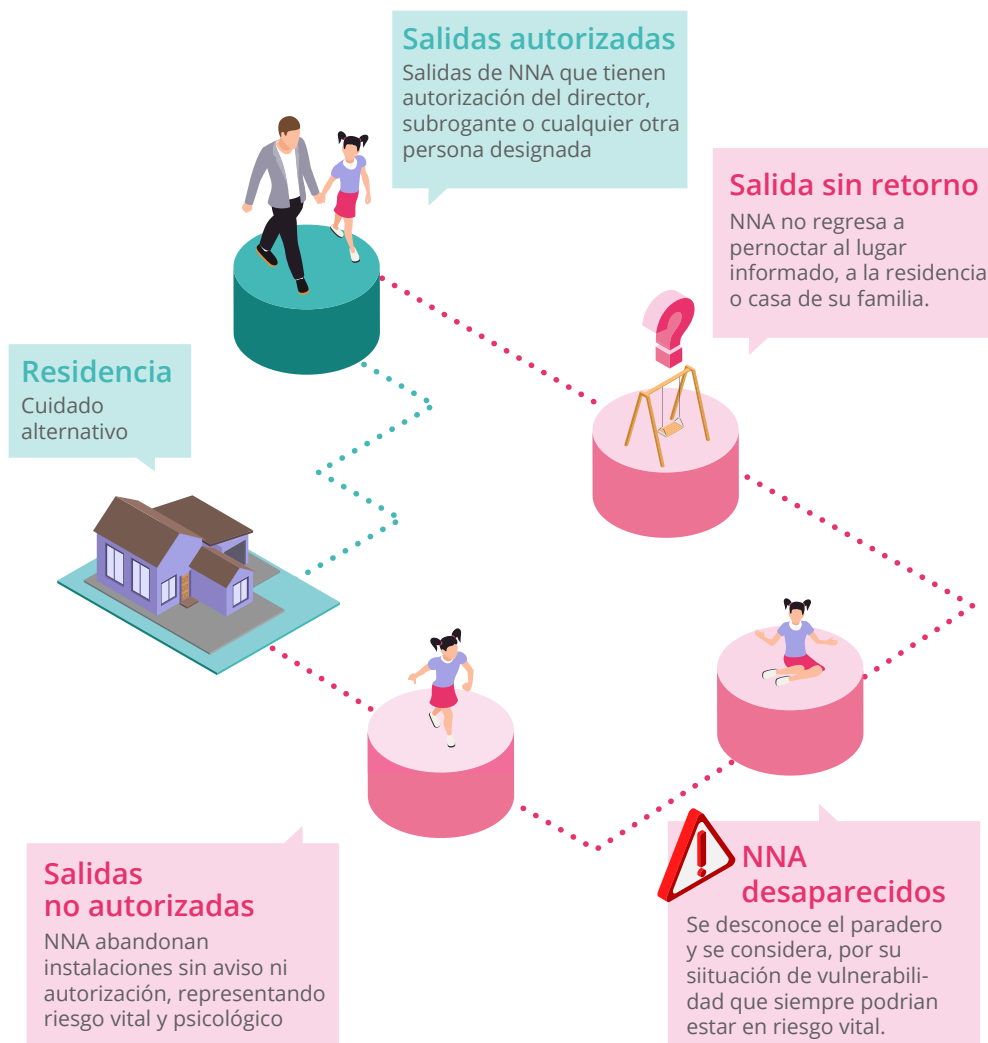 Salidas autorizadas
Salidas de NNA que tienen
autorización del director,
subrogante o cualquier otra
persona designada
Salida sin retorno
NNA no regresa a
pernoctar al lugar
informado, a la residencia
o casa de su familia.
Residencia
Cuidado
alternativo
Salidas
no autorizadas
NNA abandonan
instalaciones sin aviso ni
autorización, representando
riesgo vital y psicológico
NNA
desaparecidos
Se desconoce el paradero
y se considera, por su
siituación de vulnerabili-
dad que siempre podrian
estar en riesgo vital.